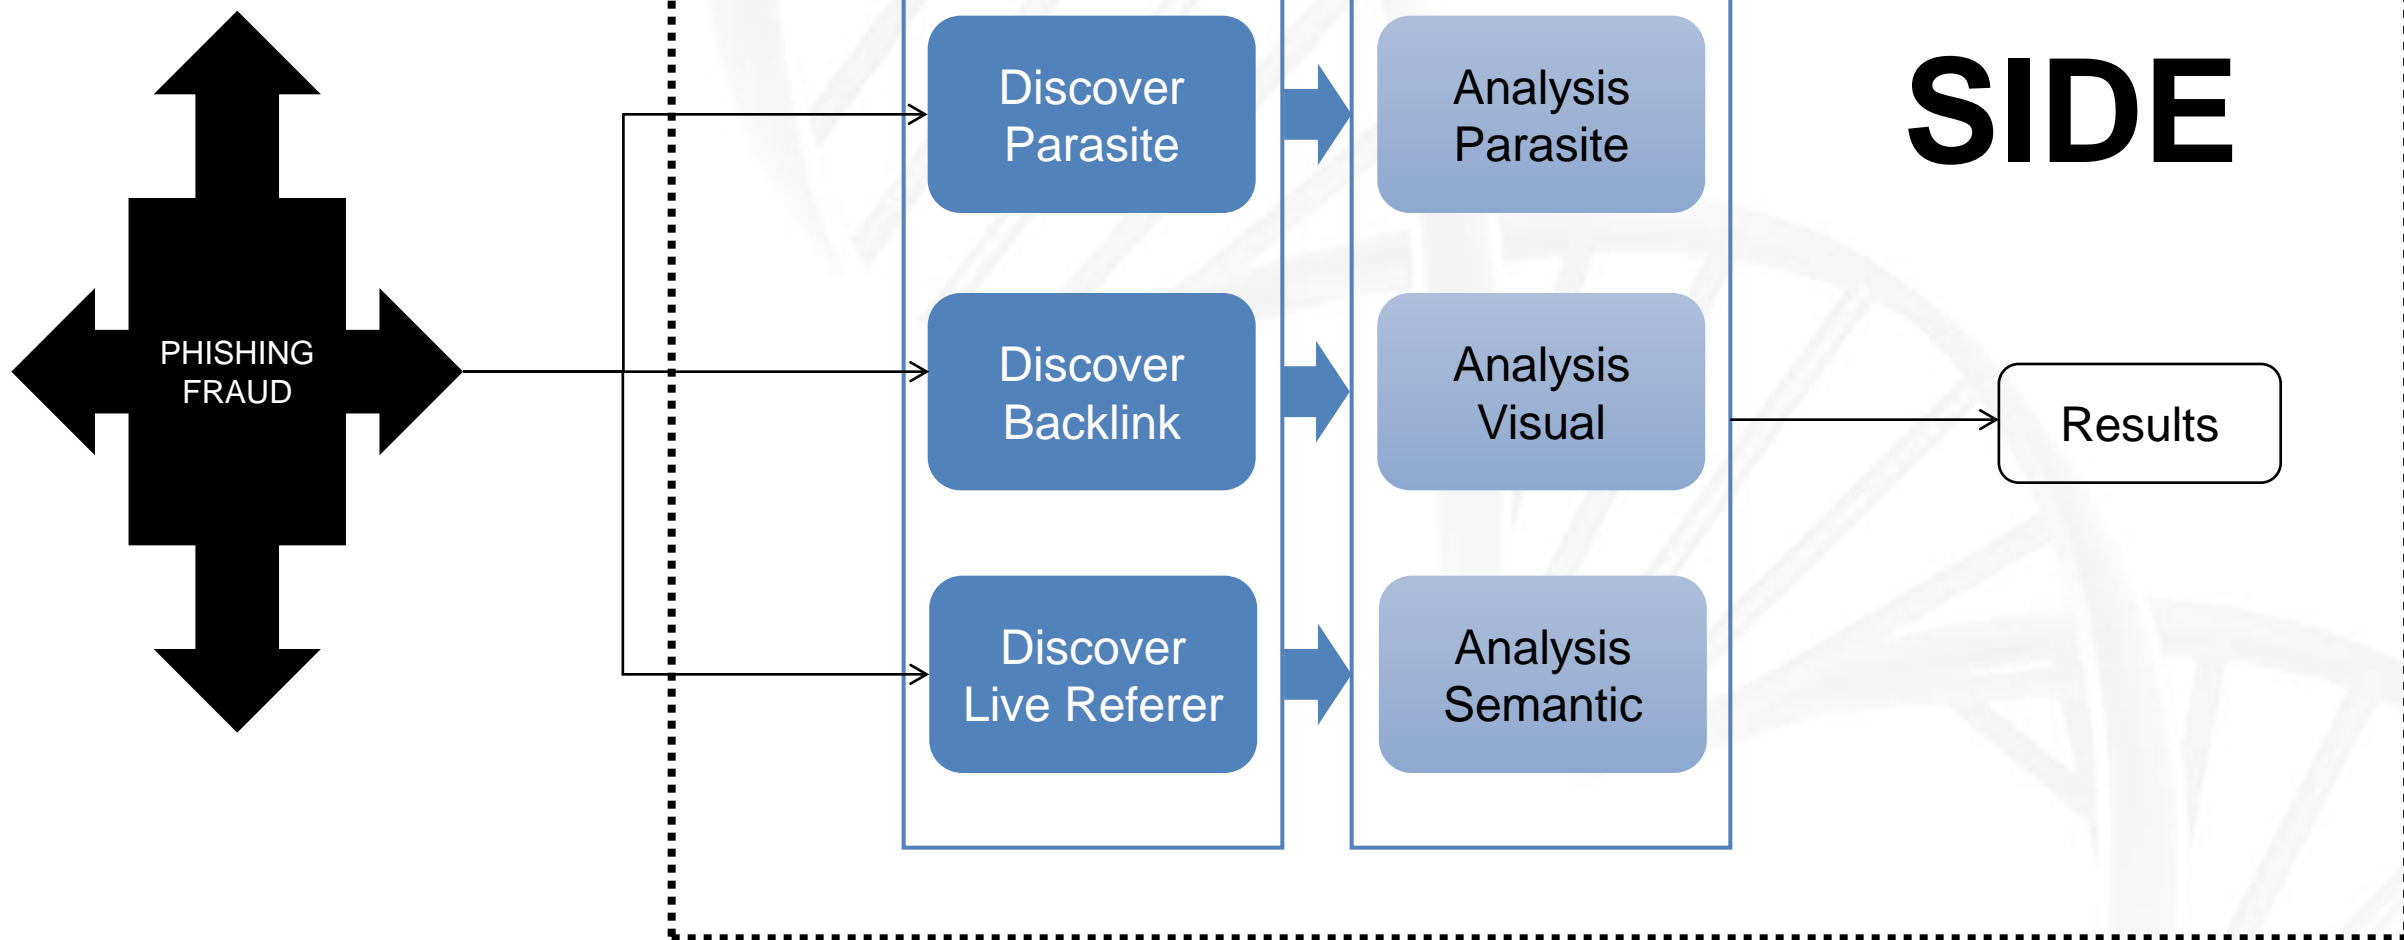 PHISHING
FRAUD
Discover
Parasite
Analysis
Parasite
SIDE
Discover
Backlink
Analysis
Visual
Results
Discover
Live Referer
Analysis
Semantic